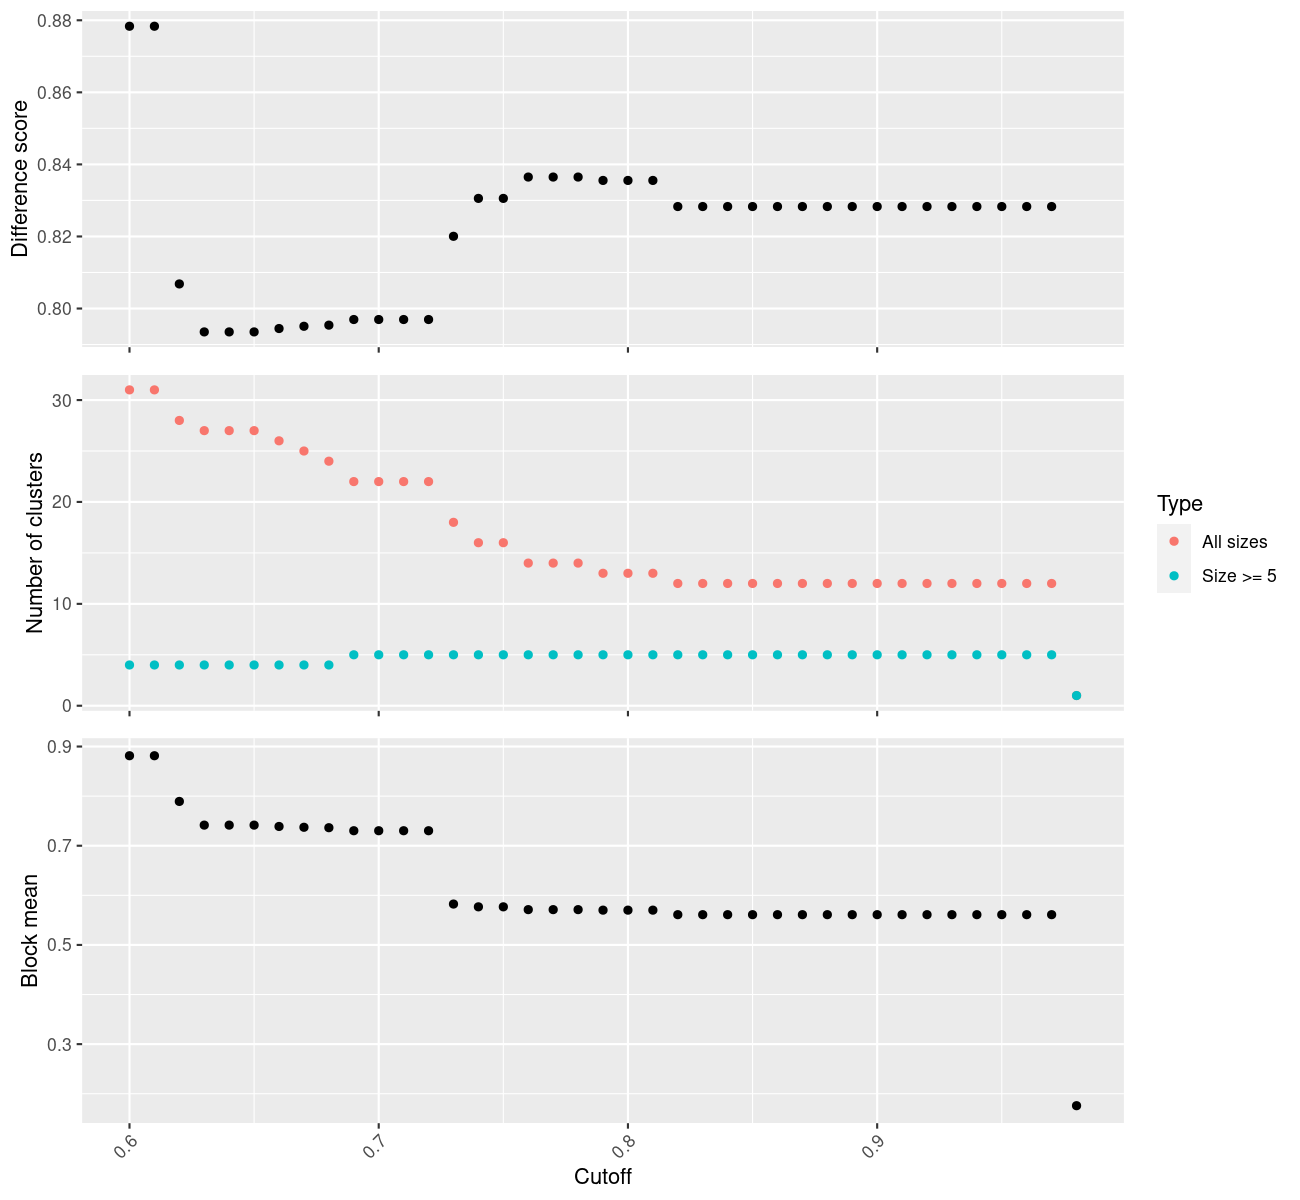 Difference score
0.88
0.86
0.84
0.82
0.80
Number of clusters
30
20
10
0
Type
All sizes
Size >= 5
Block mean
0.9
0.7
0.5
0.3
0.6 0.7 0.8 0.9
Cutoff